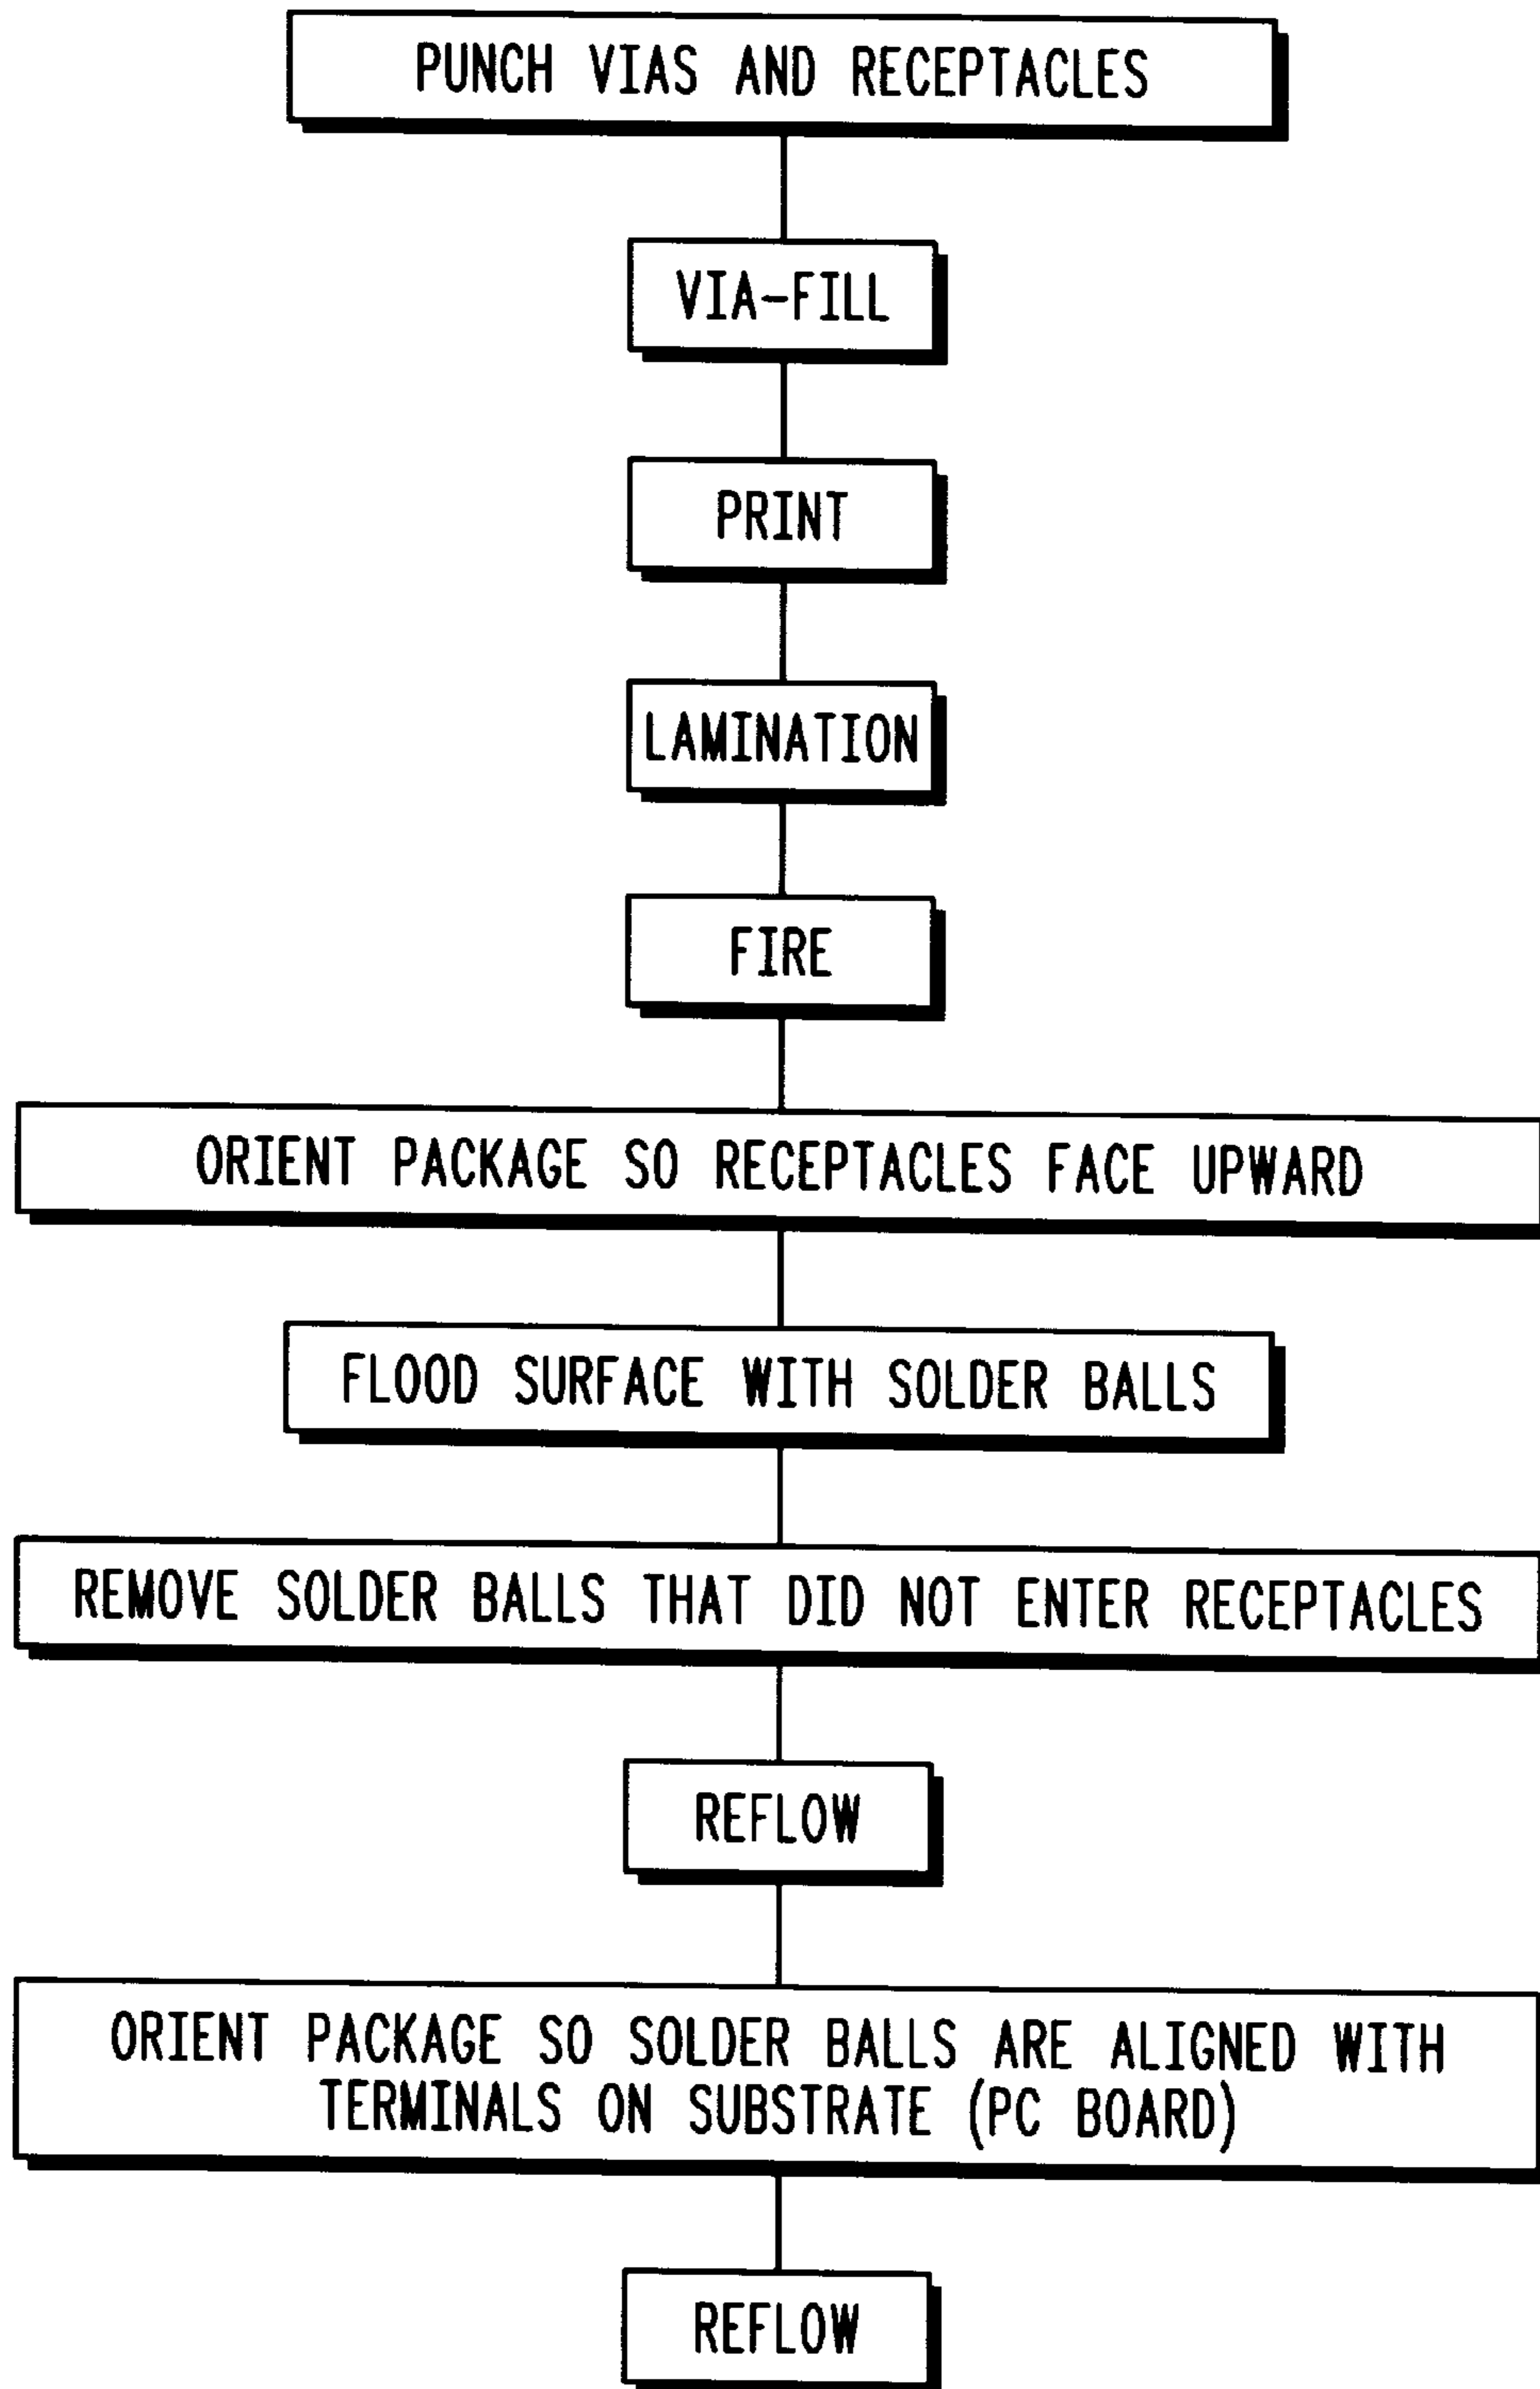 PUNCH VIAS AND RECEPTACLES
VIA-FILL
PRINT
LAMINATION
FIRE
ORIENT PACKAGE SO RECEPTACLES FACE UPWARD
FLOOD SURFACE WITH SOLDER BALLS
REMOVE SOLDER BALLS THAT DID NOT ENTER RECEPTACLES
REFLOW
ORIENT PACKAGE SO SOLDER BALLS ARE ALIGNED WITH
TERMINALS ON SUBSTRATE (PC BOARD)
REFLOW